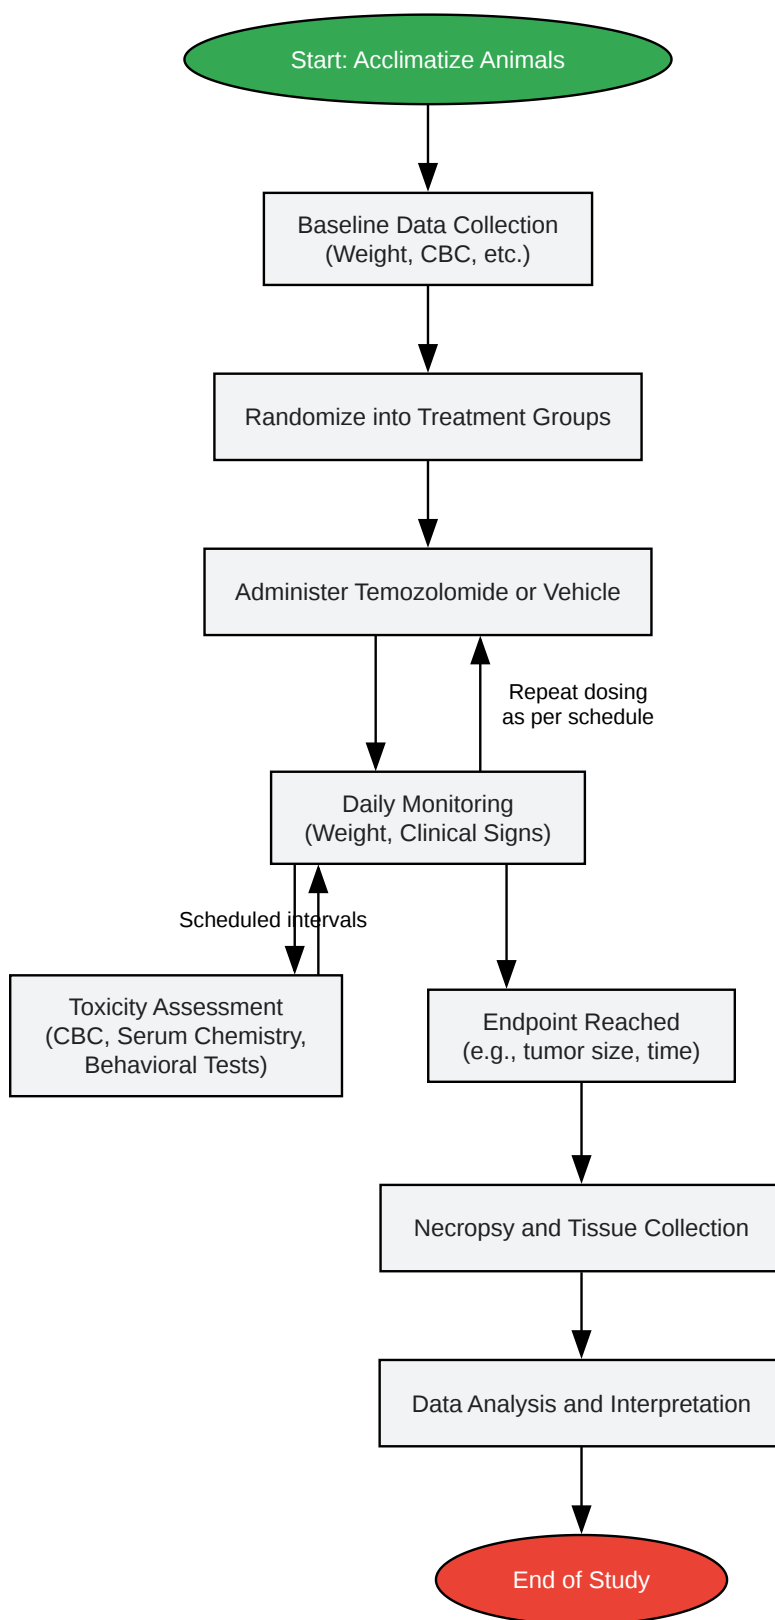 Start: Acclimatize Animals
Baseline Data Collection
(Weight, CBC, etc.)
Randomize into Treatment Groups
Administer Temozolomide or Vehicle
Repeat dosing
as per schedule
Daily Monitoring
(Weight, Clinical Signs)
Scheduled intervals
Toxicity Assessment
(CBC, Serum Chemistry,
Behavioral Tests)
Endpoint Reached
(e.g., tumor size, time)
Necropsy and Tissue Collection
Data Analysis and Interpretation
End of Study